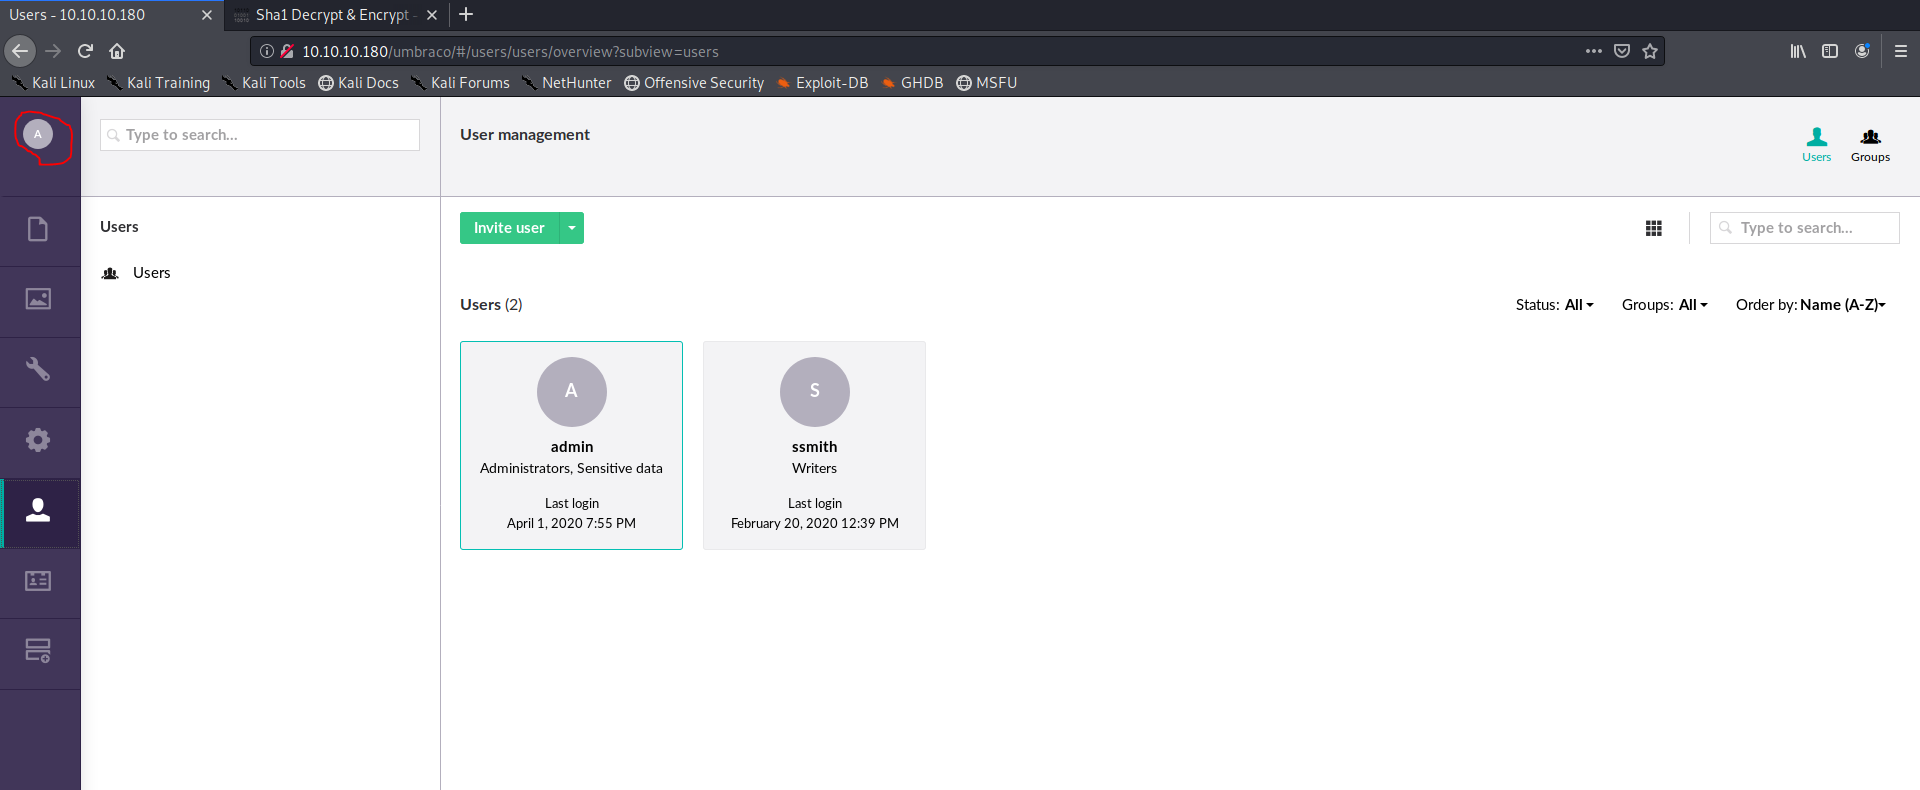 Users - 10.10.10.180
Sha1 Decrypt & Encrypt -
10.10.10.180/umbraco/#/users/users/overview?subview=users
Kali Linux Kali Training Kali Tools Kali Docs Kali Forums NetHunter Offensive Security Exploit-DB GHDB MSFU
A
Type to search...
User management
Users
Groups
Users
Users
Invite user
Type to search...
Users (2)
Status: All
Groups: All
Order by: Name (A-Z)
A
admin
Administrators, Sensitive data
Last login
April 1, 2020 7:55 PM
S
ssmith
Writers
Last login
February 20, 2020 12:39 PM